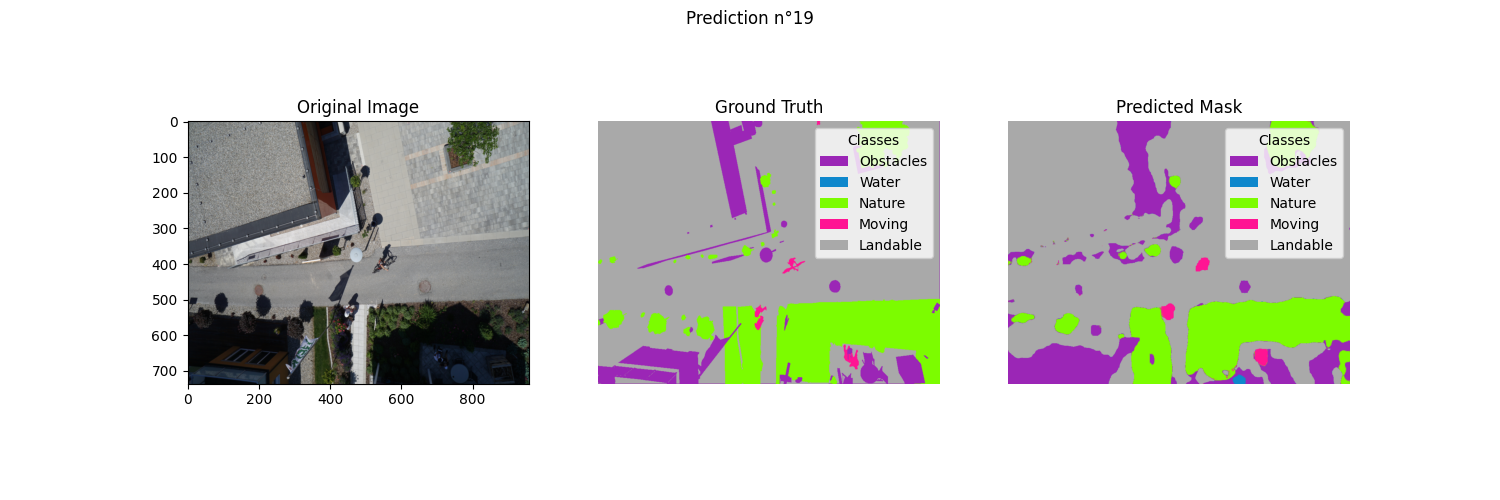 Prediction n°19
Original Image
0
100
200
300
400
500
600
700
0
200
400
600
800
Ground Truth
Classes
Obstacles
Water
Nature
Moving
Landable
Predicted Mask
Classes
Obstacles
Water
Nature
Moving
Landable